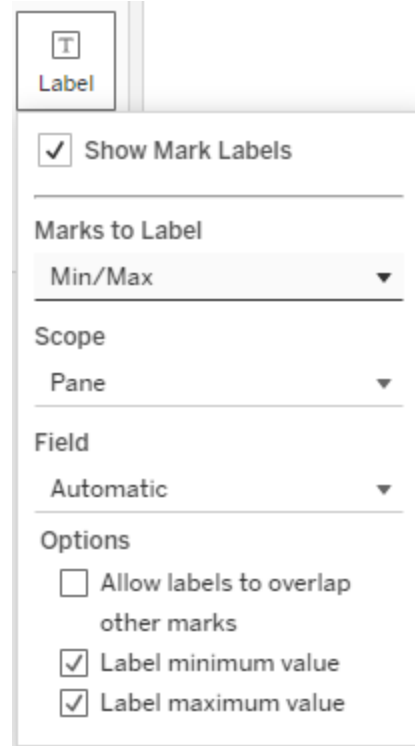 T
Label
Show Mark Labels
Marks to Label
Min/Max
Scope
Pane
Field
Automatic
Options
Allow labels to overlap
other marks
Label minimum value
Label maximum value